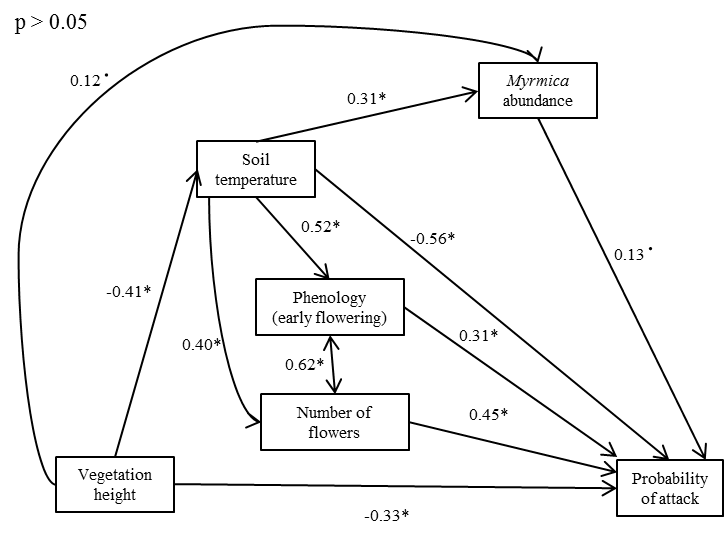 p > 0.05
0.12•
Myrmica
abundance
0.31*
Soil
temperature
0.52*
-0.56*
0.13•
-0.41*
Phenology
(early flowering)
0.31*
0.40*
0.62*
Number of
flowers
0.45*
Vegetation
height
Probability
of attack
-0.33*